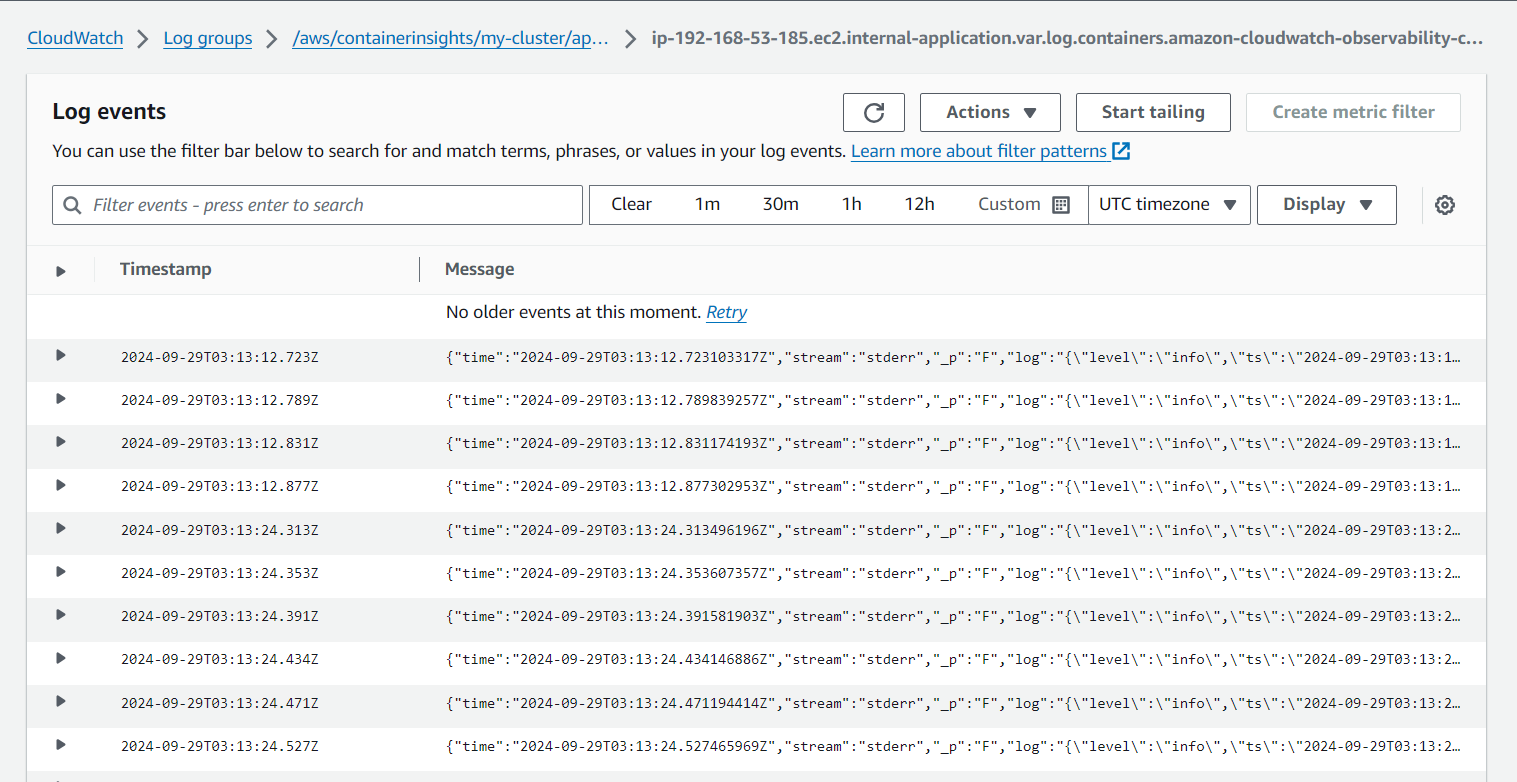 CloudWatch > Log groups > /aws/containerinsights/my-cluster/ap... > ip-192-168-53-185.ec2.internal-application.var.log.containers.amazon-cloudwatch-observability-c...
Log events
Actions
Start tailing
Create metric filter
You can use the filter bar below to search for and match terms, phrases, or values in your log events. Learn more about filter patterns
Filter events - press enter to search
Clear 1m 30m 1h 12h Custom
UTC timezone
Display
Timestamp Message
No older events at this moment. Retry
2024-09-29T03:13:12.723Z {"time":"2024-09-29T03:13:12.723103317Z","stream":"stderr","_p":"F","log":"{\"level\":\"info\",\"ts\":\"2024-09-29T03:13:1…
2024-09-29T03:13:12.789Z {"time":"2024-09-29T03:13:12.789839257Z","stream":"stderr","_p":"F","log":"{\"level\":\"info\",\"ts\":\"2024-09-29T03:13:1…
2024-09-29T03:13:12.831Z {"time":"2024-09-29T03:13:12.831174193Z","stream":"stderr","_p":"F","log":"{\"level\":\"info\",\"ts\":\"2024-09-29T03:13:1…
2024-09-29T03:13:12.877Z {"time":"2024-09-29T03:13:12.877302953Z","stream":"stderr","_p":"F","log":"{\"level\":\"info\",\"ts\":\"2024-09-29T03:13:1…
2024-09-29T03:13:24.313Z {"time":"2024-09-29T03:13:24.313496196Z","stream":"stderr","_p":"F","log":"{\"level\":\"info\",\"ts\":\"2024-09-29T03:13:2…
2024-09-29T03:13:24.353Z {"time":"2024-09-29T03:13:24.353607357Z","stream":"stderr","_p":"F","log":"{\"level\":\"info\",\"ts\":\"2024-09-29T03:13:2…
2024-09-29T03:13:24.391Z {"time":"2024-09-29T03:13:24.391581903Z","stream":"stderr","_p":"F","log":"{\"level\":\"info\",\"ts\":\"2024-09-29T03:13:2…
2024-09-29T03:13:24.434Z {"time":"2024-09-29T03:13:24.434146886Z","stream":"stderr","_p":"F","log":"{\"level\":\"info\",\"ts\":\"2024-09-29T03:13:2…
2024-09-29T03:13:24.471Z {"time":"2024-09-29T03:13:24.471194414Z","stream":"stderr","_p":"F","log":"{\"level\":\"info\",\"ts\":\"2024-09-29T03:13:2…
2024-09-29T03:13:24.527Z {"time":"2024-09-29T03:13:24.527465969Z","stream":"stderr","_p":"F","log":"{\"level\":\"info\",\"ts\":\"2024-09-29T03:13:2…